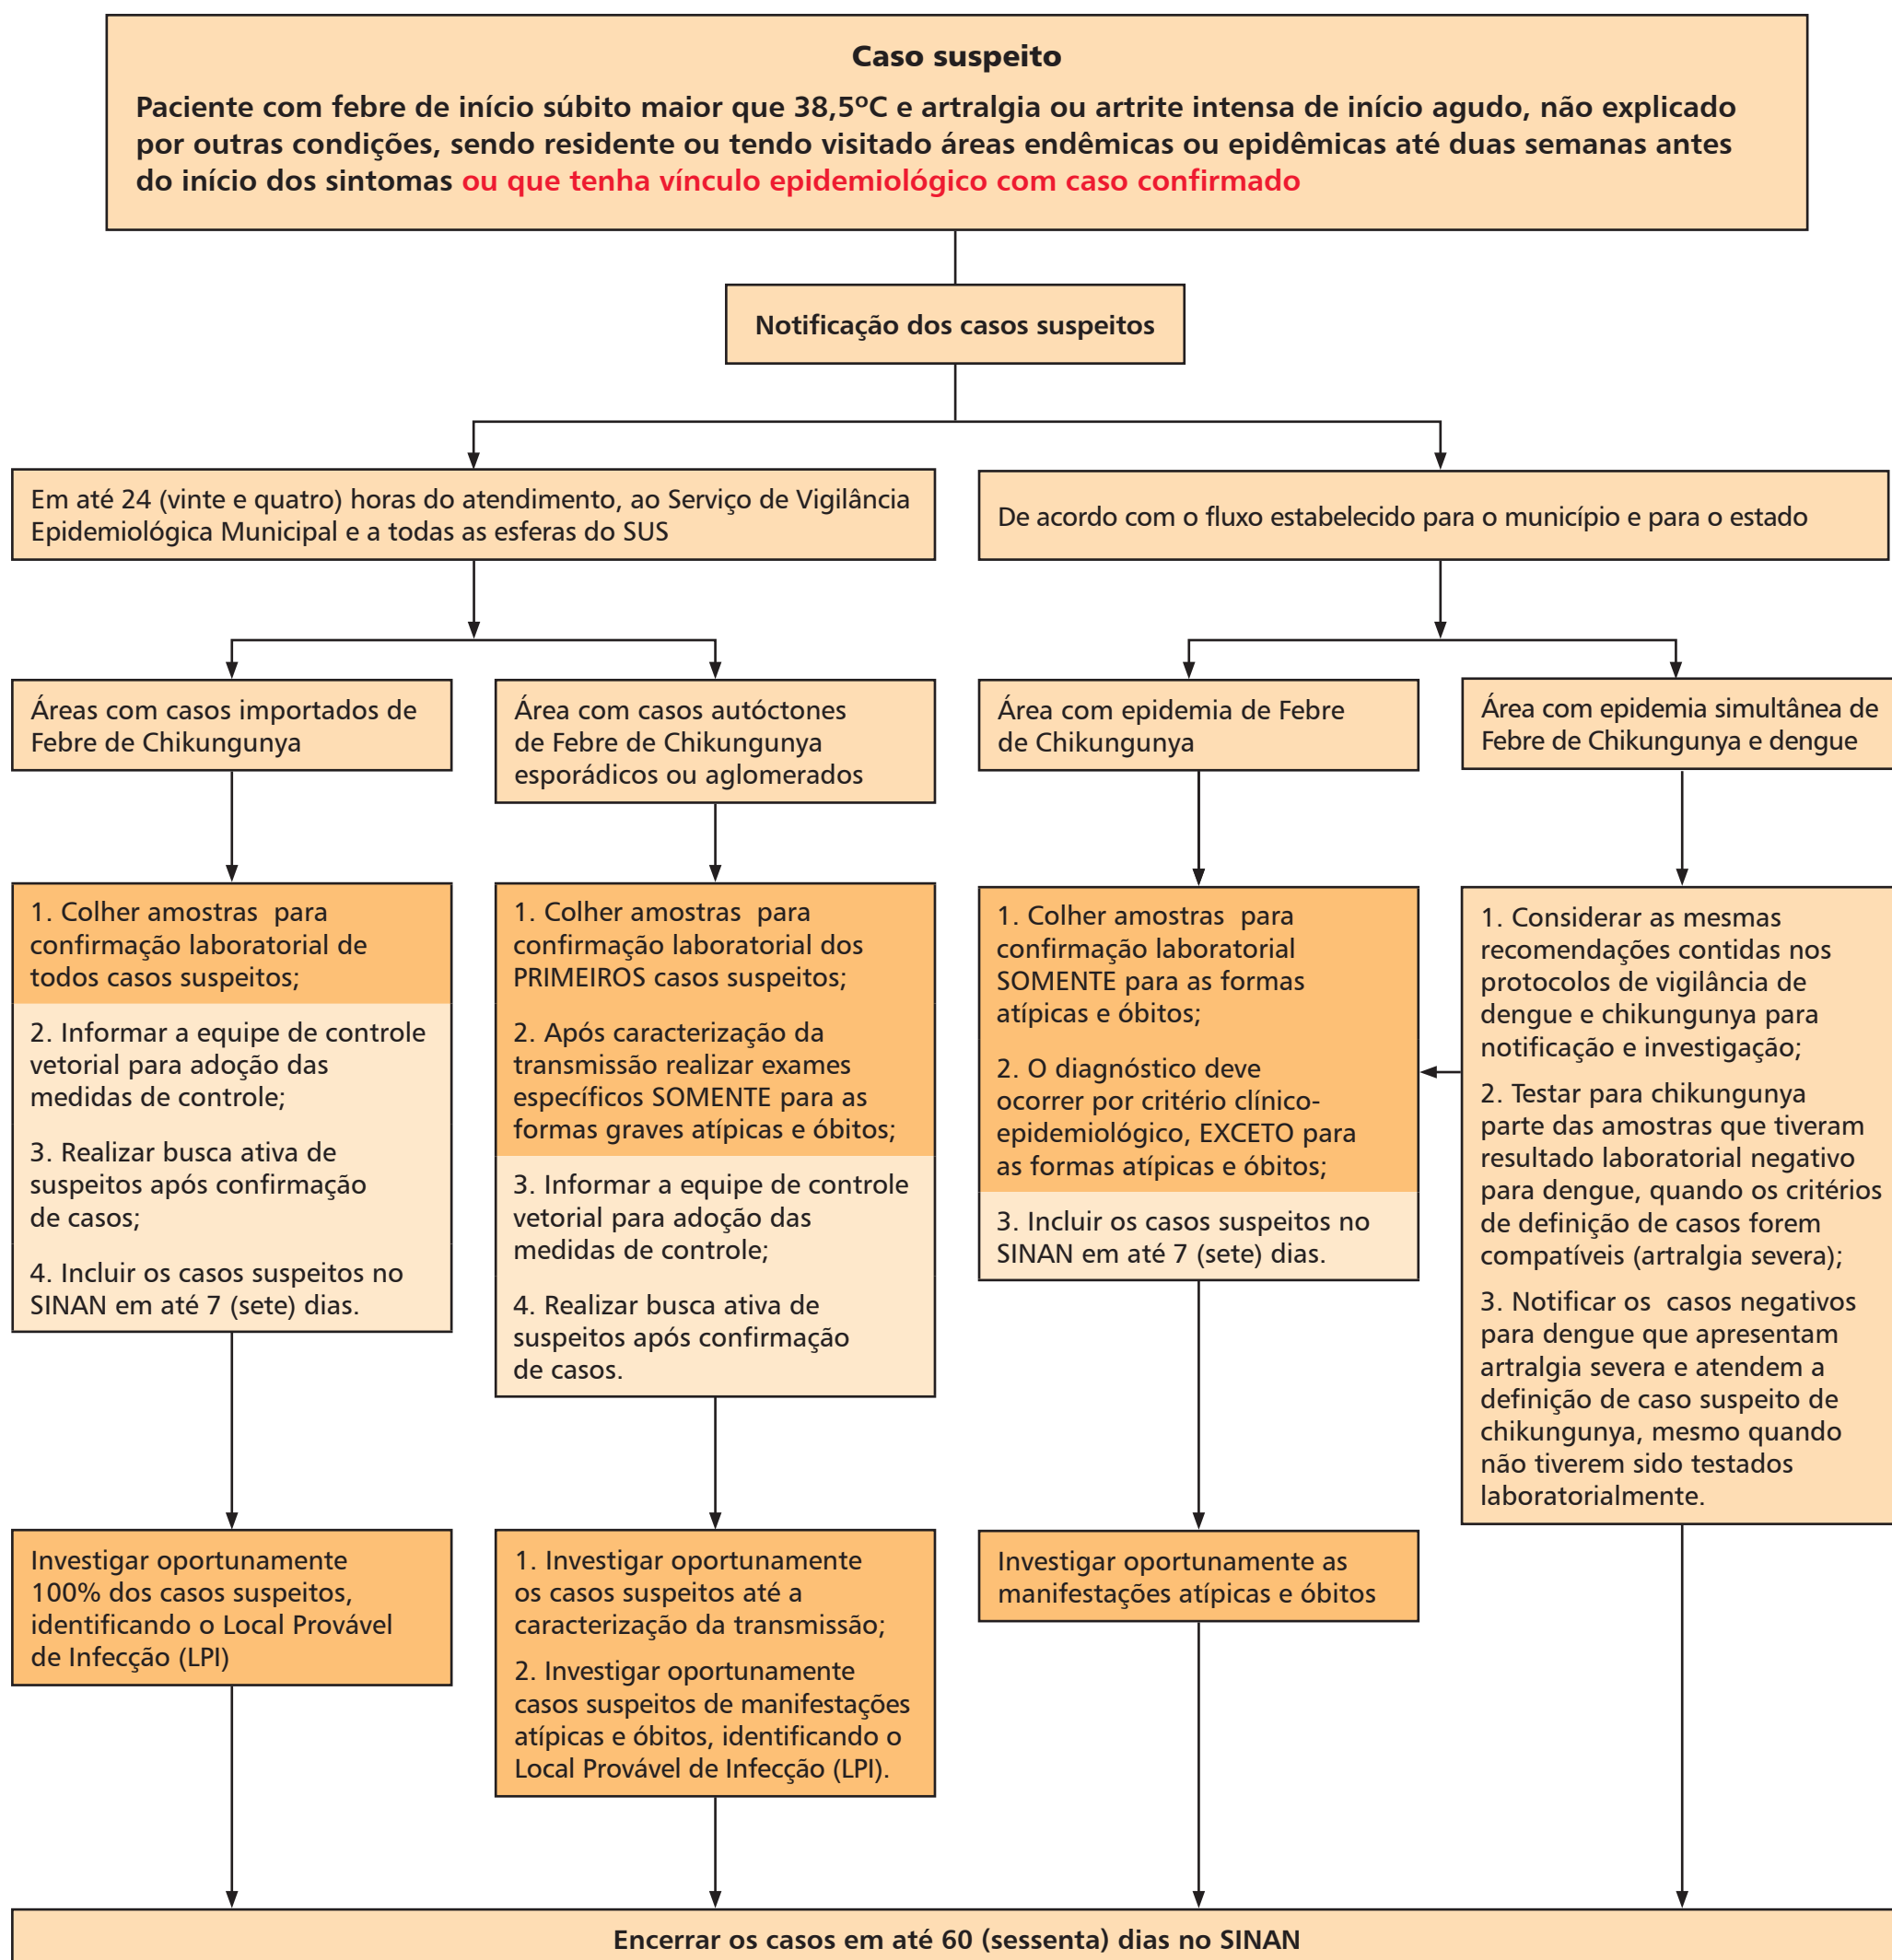 Caso suspeito
Paciente com febre de início súbito maior que 38,5ºC e artralgia ou artrite intensa de início agudo, não explicado
por outras condições, sendo residente ou tendo visitado áreas endêmicas ou epidêmicas até duas semanas antes
do início dos sintomas ou que tenha vínculo epidemiológico com caso confirmado
Notificação dos casos suspeitos
Em até 24 (vinte e quatro) horas do atendimento, ao Serviço de Vigilância
Epidemiológica Municipal e a todas as esferas do SUS
De acordo com o fluxo estabelecido para o município e para o estado
Áreas com casos importados de
Febre de Chikungunya
Área com casos autóctones
de Febre de Chikungunya
esporádicos ou aglomerados
Área com epidemia de Febre
de Chikungunya
Área com epidemia simultânea de
Febre de Chikungunya e dengue
1. Colher amostras para
confirmação laboratorial de
todos casos suspeitos;
2. Informar a equipe de controle
vetorial para adoção das
medidas de controle;
3. Realizar busca ativa de
suspeitos após confirmação
de casos;
4. Incluir os casos suspeitos no
SINAN em até 7 (sete) dias.
1. Colher amostras para
confirmação laboratorial dos
PRIMEIROS casos suspeitos;
2. Após caracterização da
transmissão realizar exames
específicos SOMENTE para as
formas graves atípicas e óbitos;
3. Informar a equipe de controle
vetorial para adoção das
medidas de controle;
4. Realizar busca ativa de
suspeitos após confirmação
de casos.
1. Colher amostras para
confirmação laboratorial
SOMENTE para as formas
atípicas e óbitos;
2. O diagnóstico deve
ocorrer por critério clínico-
epidemiológico, EXCETO para
as formas atípicas e óbitos;
3. Incluir os casos suspeitos no
SINAN em até 7 (sete) dias.
1. Considerar as mesmas
recomendações contidas nos
protocolos de vigilância de
dengue e chikungunya para
notificação e investigação;
2. Testar para chikungunya
parte das amostras que tiveram
resultado laboratorial negativo
para dengue, quando os critérios
de definição de casos forem
compatíveis (artralgia severa);
3. Notificar os casos negativos
para dengue que apresentam
artralgia severa e atendem a
definição de caso suspeito de
chikungunya, mesmo quando
não tiverem sido testados
laboratorialmente.
Investigar oportunamente
100% dos casos suspeitos,
identificando o Local Provável
de Infecção (LPI)
1. Investigar oportunamente
os casos suspeitos até a
caracterização da transmissão;
2. Investigar oportunamente
casos suspeitos de manifestações
atípicas e óbitos, identificando o
Local Provável de Infecção (LPI).
Investigar oportunamente as
manifestações atípicas e óbitos
Encerrar os casos em até 60 (sessenta) dias no SINAN